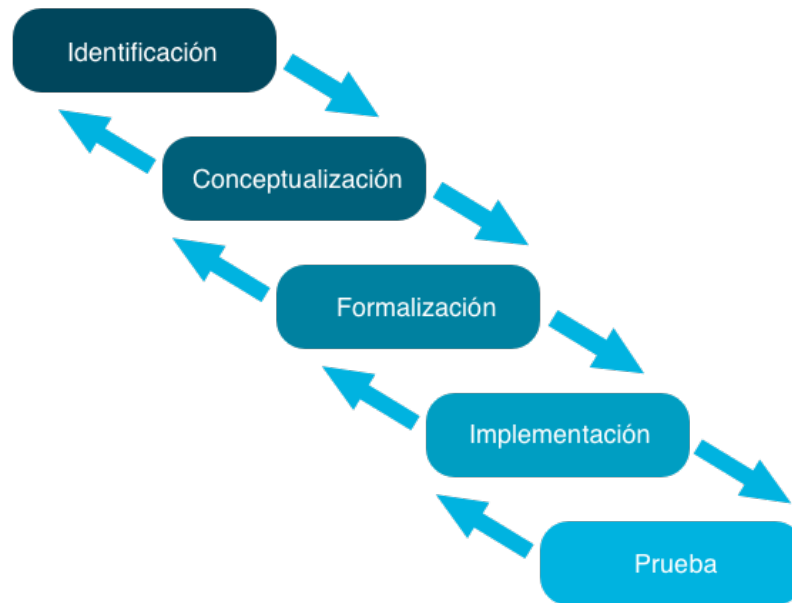 Identificación
Conceptualización
Formalización
Implementación
Prueba